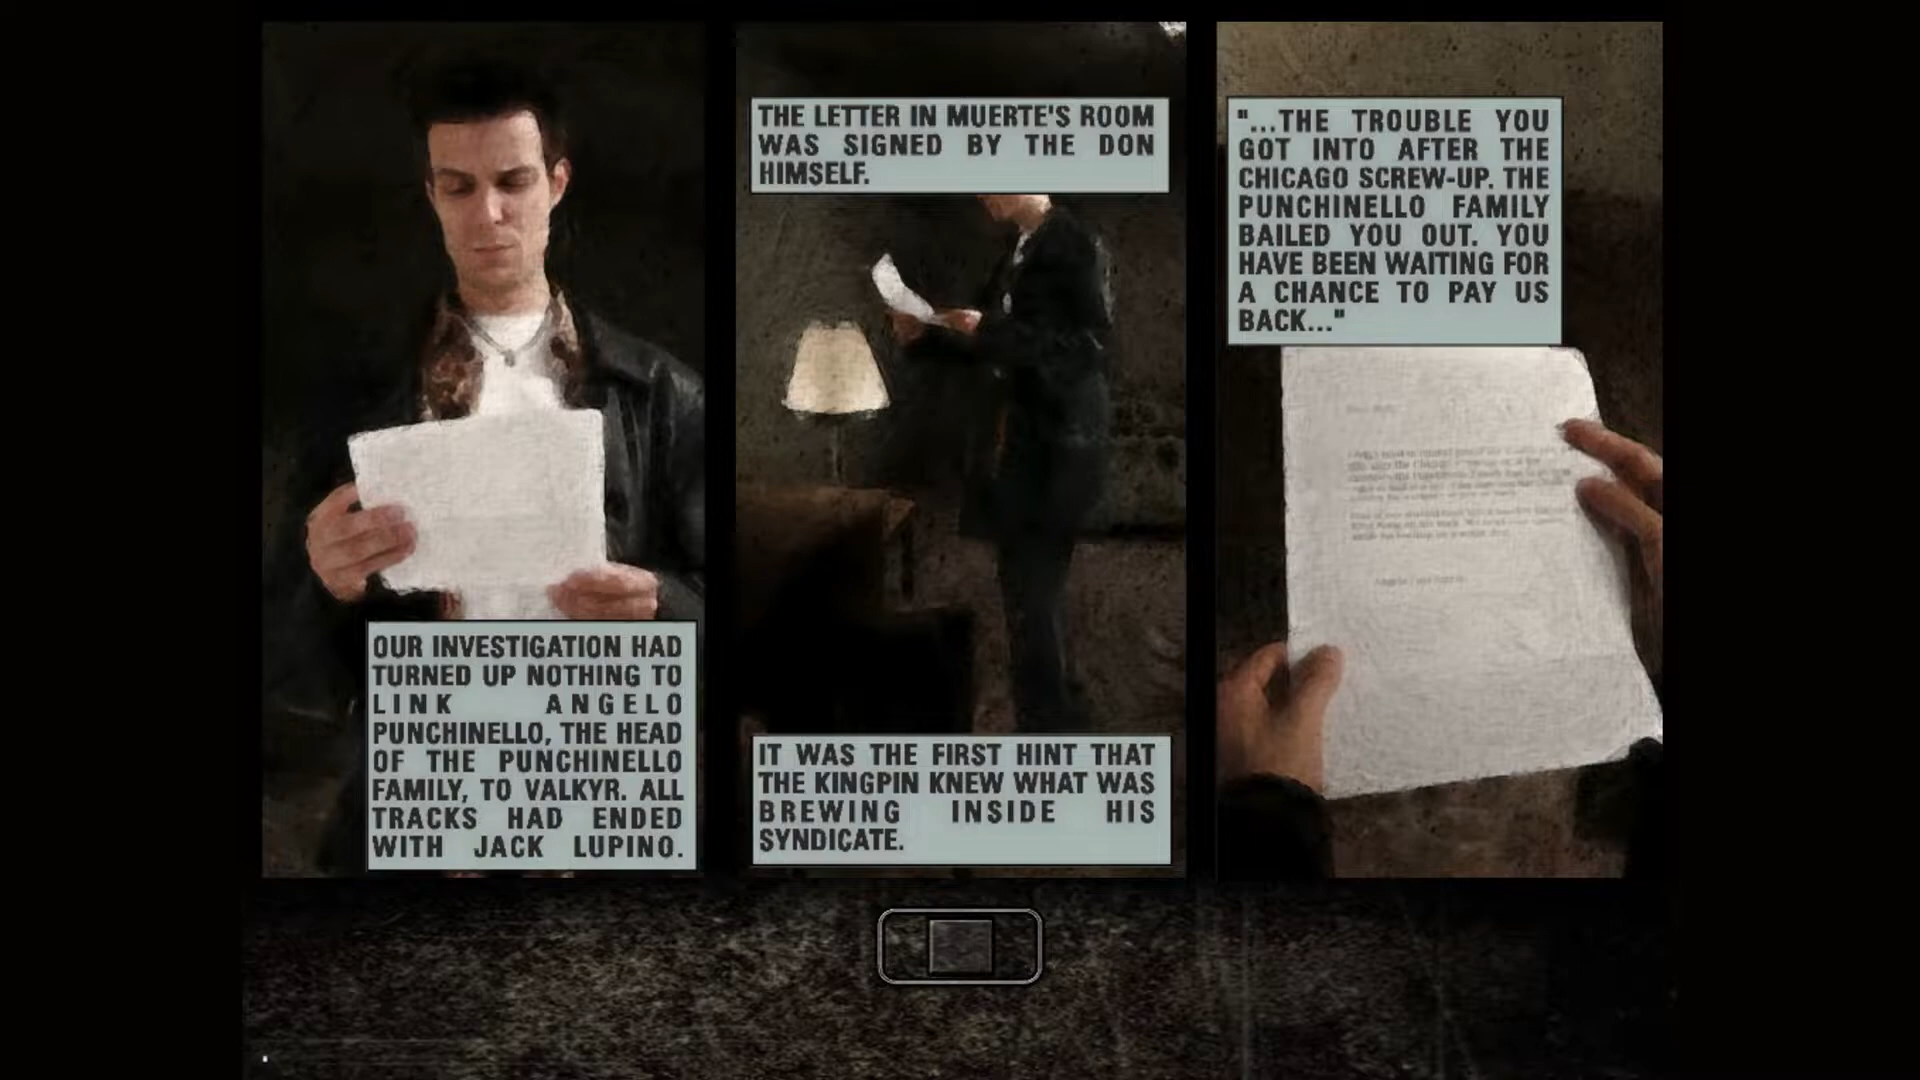 OUR INVESTIGATION HAD
TURNED UP NOTHING TO
LINK ANGELO
PUNCHINELLO, THE HEAD
OF THE PUNCHINELLO
FAMILY, TO VALKYR. ALL
TRACKS HAD ENDED
WITH JACK LUPINO.
THE LETTER IN MUERTE'S ROOM
WAS SIGNED BY THE DON
HIMSELF.
IT WAS THE FIRST HINT THAT
THE KINGPIN KNEW WHAT WAS
BREWING INSIDE HIS
SYNDICATE.
"...THE TROUBLE YOU
GOT INTO AFTER THE
CHICAGO SCREW-UP. THE
PUNCHINELLO FAMILY
BAILED YOU OUT. YOU
HAVE BEEN WAITING FOR
A CHANCE TO PAY US
BACK..."